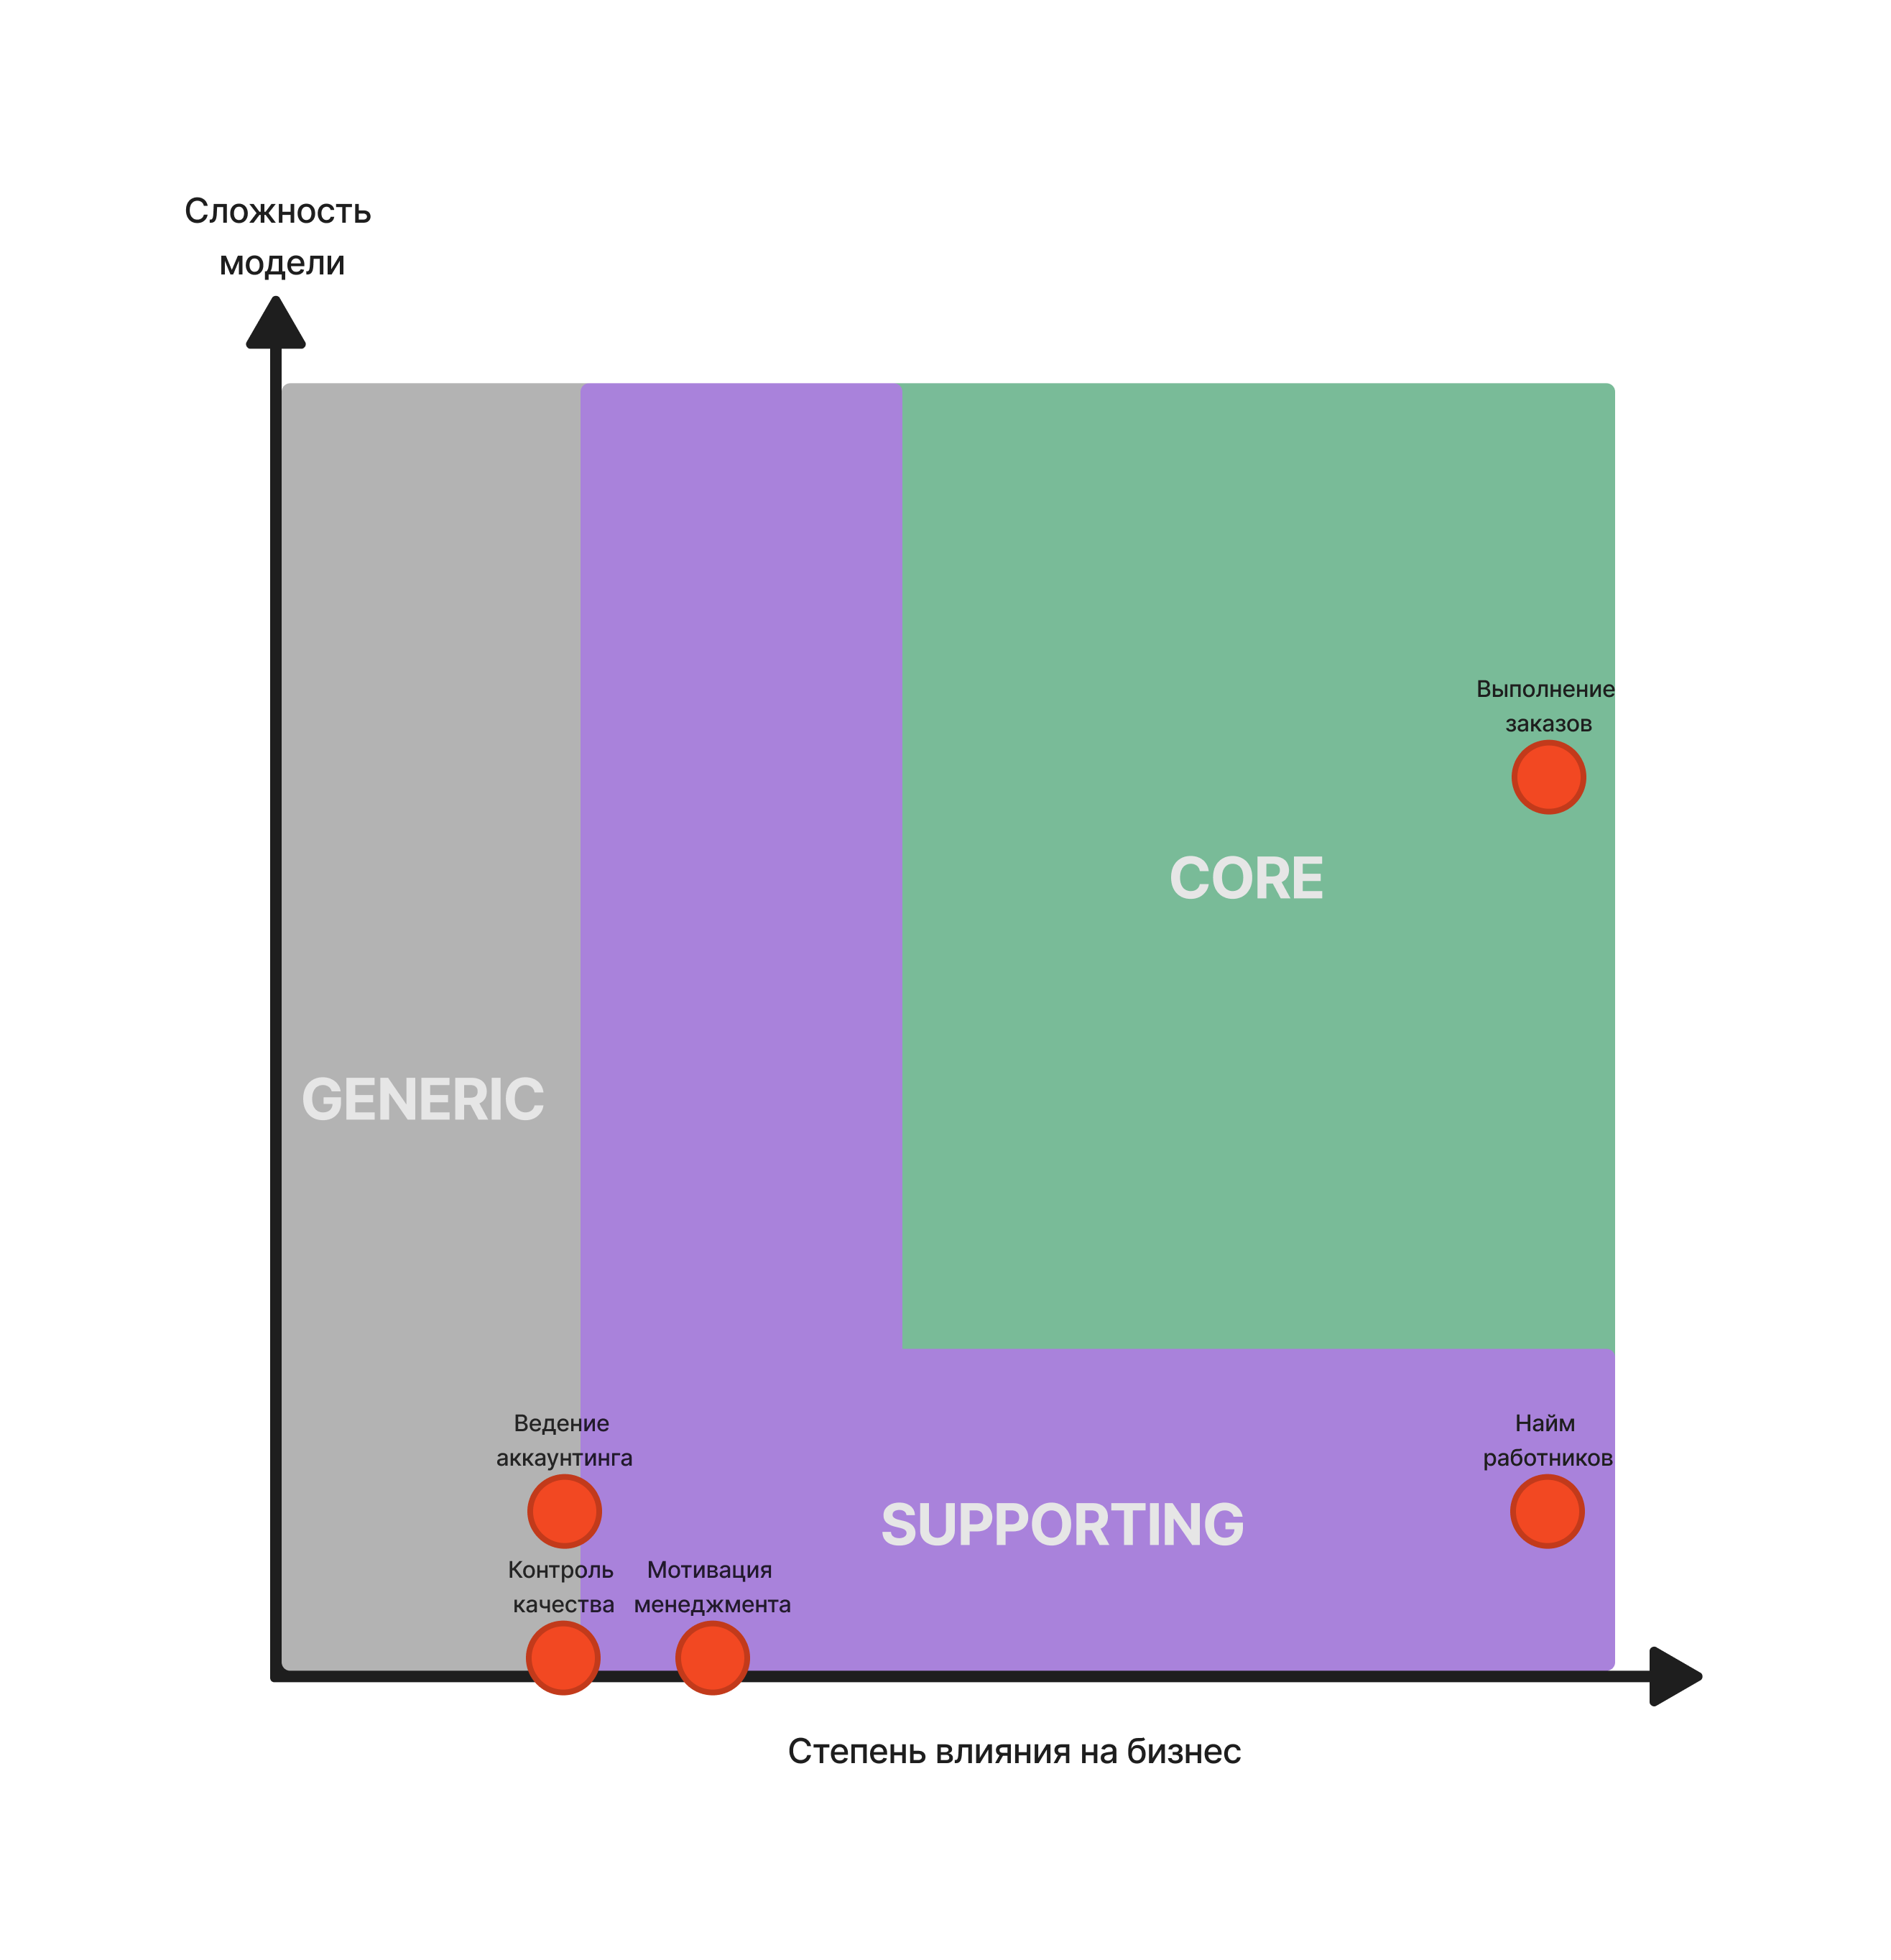 Сложность
модели
Выполнение
заказов
CORE
GENERIC
Ведение
аккаунтинга
Найм
работников
SUPPORTING
Контроль
качества
Мотивация
менеджмента
Степень влияния на бизнес